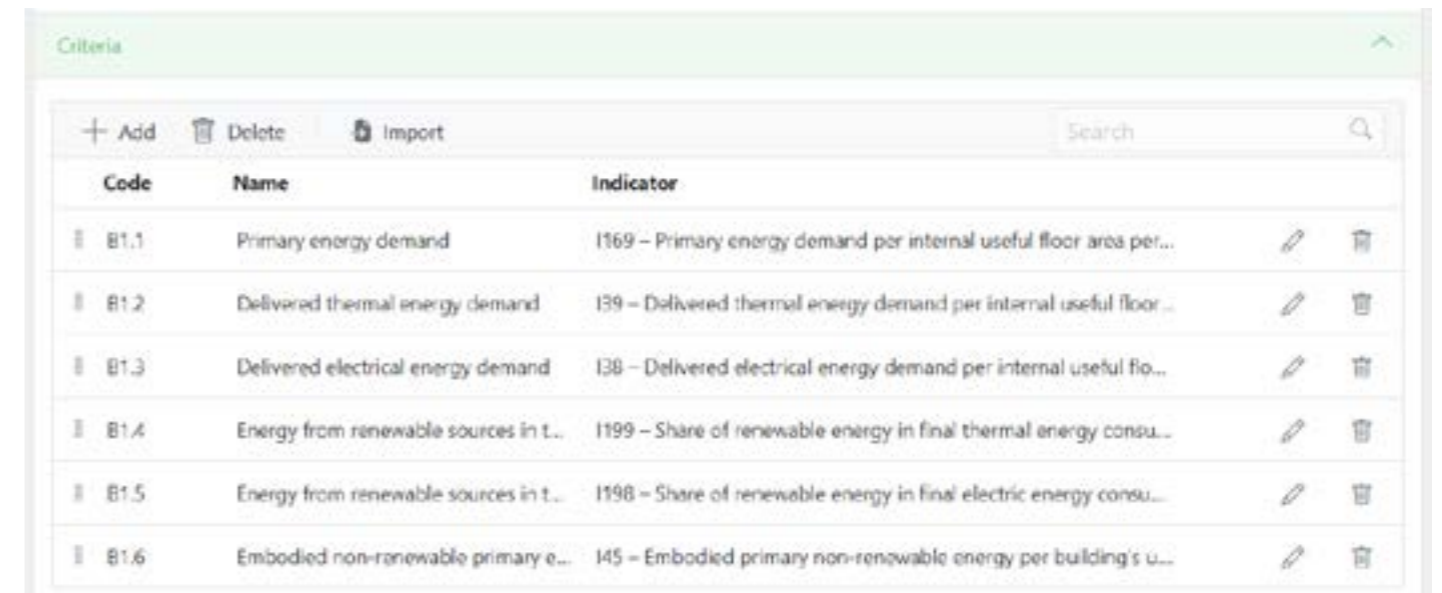 Criteria
Add Delete Import Search
Code Name Indicator
B1.1 Primary energy demand I169 – Primary energy demand per internal useful floor area per...
B1.2 Delivered thermal energy demand I39 – Delivered thermal energy demand per internal useful floor...
B1.3 Delivered electrical energy demand I38 – Delivered electrical energy demand per internal useful flo...
B1.4 Energy from renewable sources in t... I199 – Share of renewable energy in final thermal energy consu...
B1.5 Energy from renewable sources in t... I198 – Share of renewable energy in final electric energy consu...
B1.6 Embodied non-renewable primary e... I45 – Embodied primary non-renewable energy per building's u...